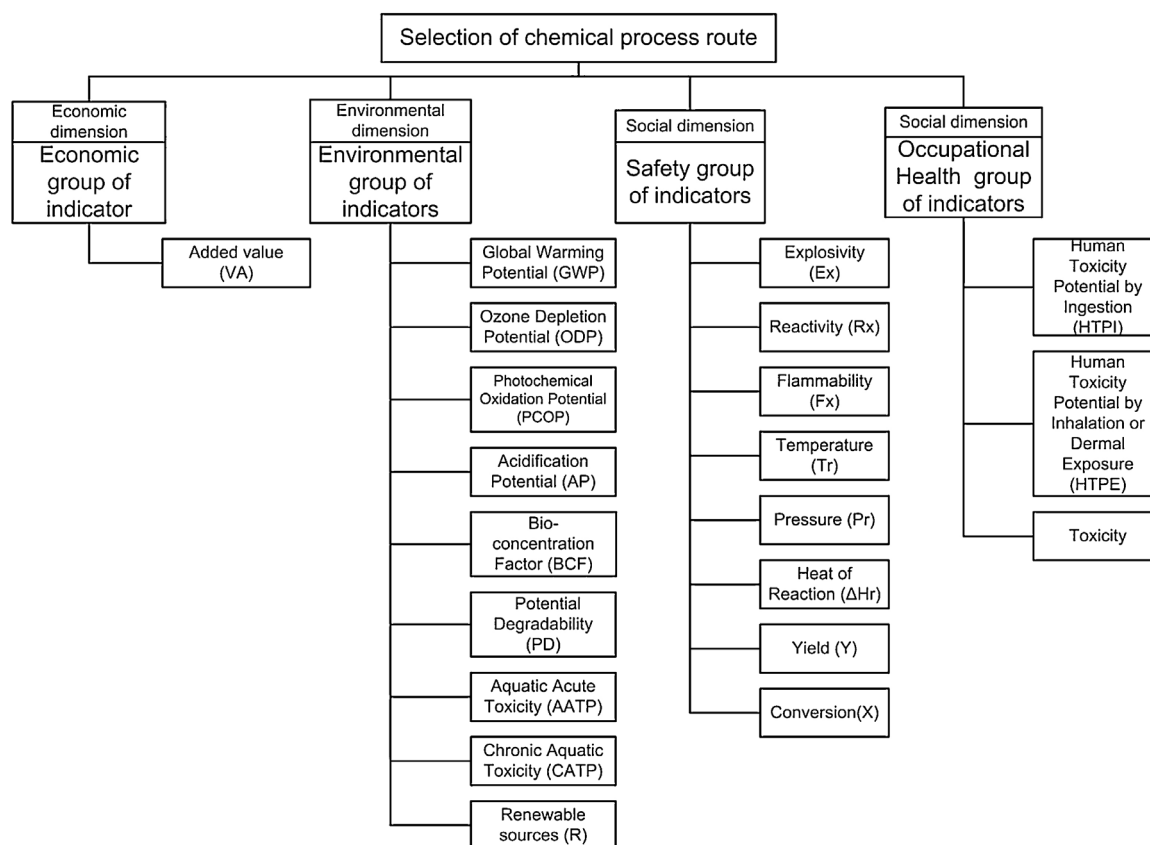 Selection of chemical process route
Economic
dimension
Economic
group of
indicator
Added value
(VA)
Environmental
dimension
Environmental
group of
indicators
Global Warming
Potential (GWP)
Ozone Depletion
Potential (ODP)
Photochemical
Oxidation Potential
(PCOP)
Acidification
Potential (AP)
Bio-
concentration
Factor (BCF)
Potential
Degradability
(PD)
Aquatic Acute
Toxicity (AATP)
Chronic Aquatic
Toxicity (CATP)
Renewable
sources (R)
Social dimension
Safety group
of indicators
Explosivity
(Ex)
Reactivity (Rx)
Flammability
(Fx)
Temperature
(Tr)
Pressure (Pr)
Heat of
Reaction (ΔHr)
Yield (Y)
Conversion(X)
Social dimension
Occupational
Health group
of indicators
Human
Toxicity
Potential by
Ingestion
(HTPI)
Human
Toxicity
Potential by
Inhalation or
Dermal
Exposure
(HTPE)
Toxicity